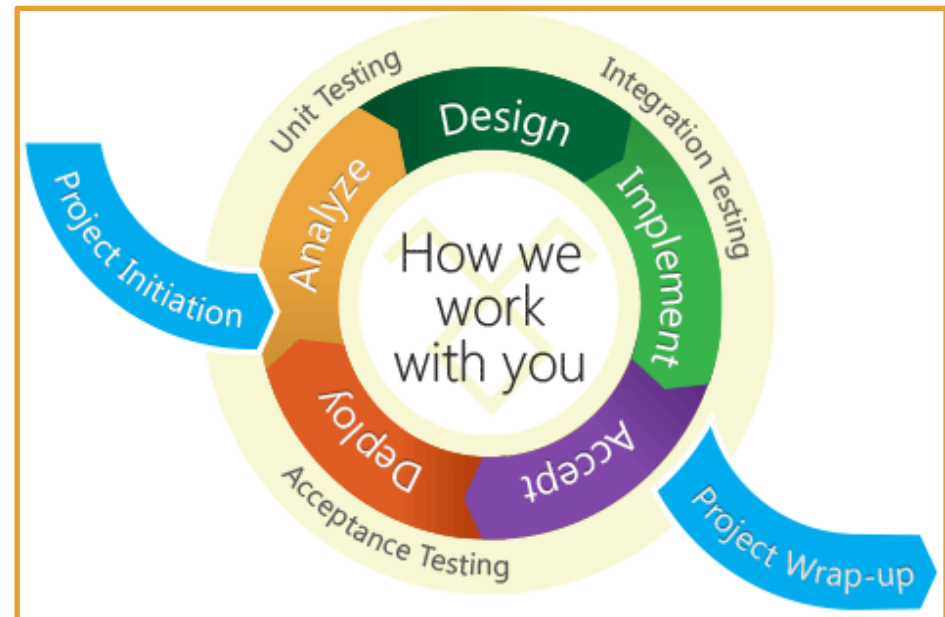 Unit Testing
Integration Testing
Design
Project Initiation
Analyze
Implement
How we
work
with you
Deploy
Accept
Acceptance Testing
Project Wrap-up